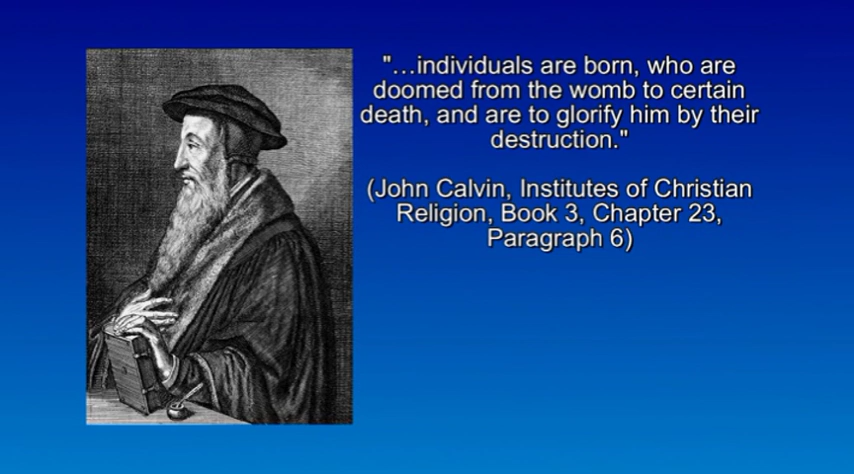 "...individuals are born, who are
doomed from the womb to certain
death, and are to glorify him by their
destruction."
(John Calvin, Institutes of Christian
Religion, Book 3, Chapter 23,
Paragraph 6)